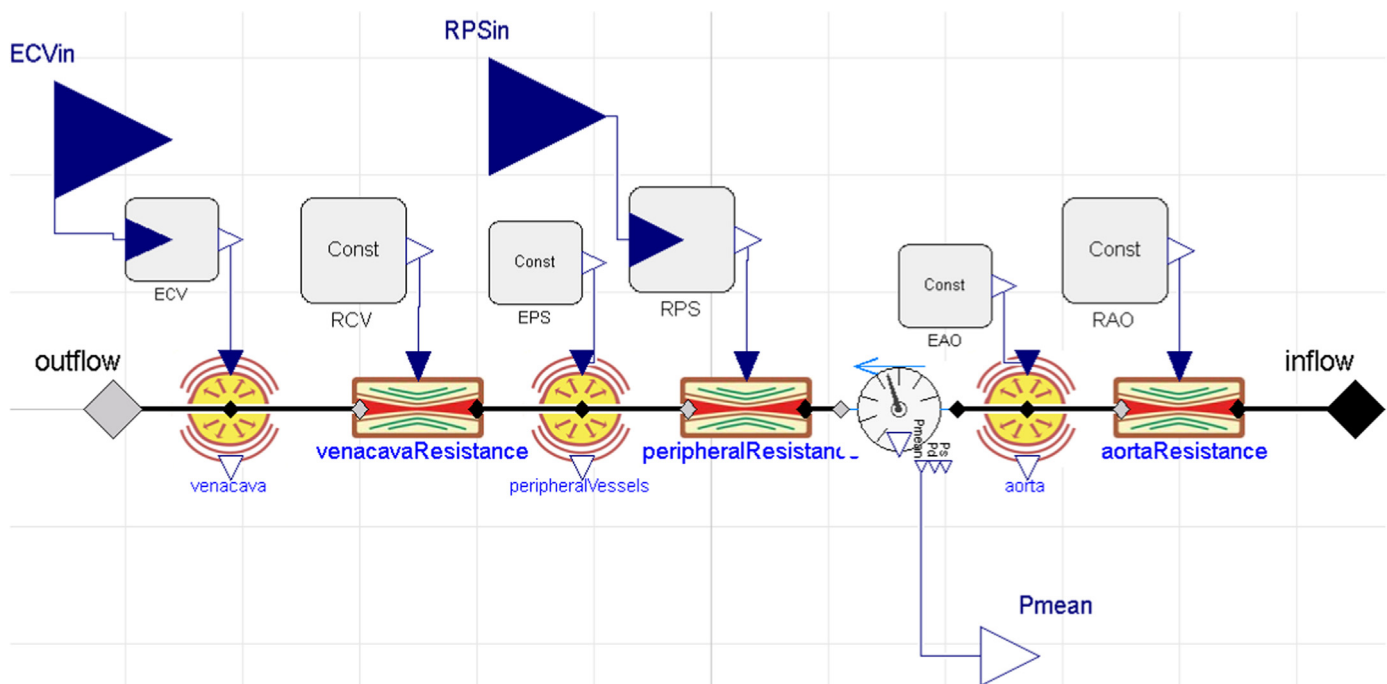 RPSin
ECVin
Const
Const
Const
Const
ECV
RCV
EPS
RPS
EAO
RAO
outflow
inflow
Pmean
Pd
Ps
venacavaResistance
peripheralResistanc
aortaResistance
venacava
peripheralVessels
aorta
Pmean